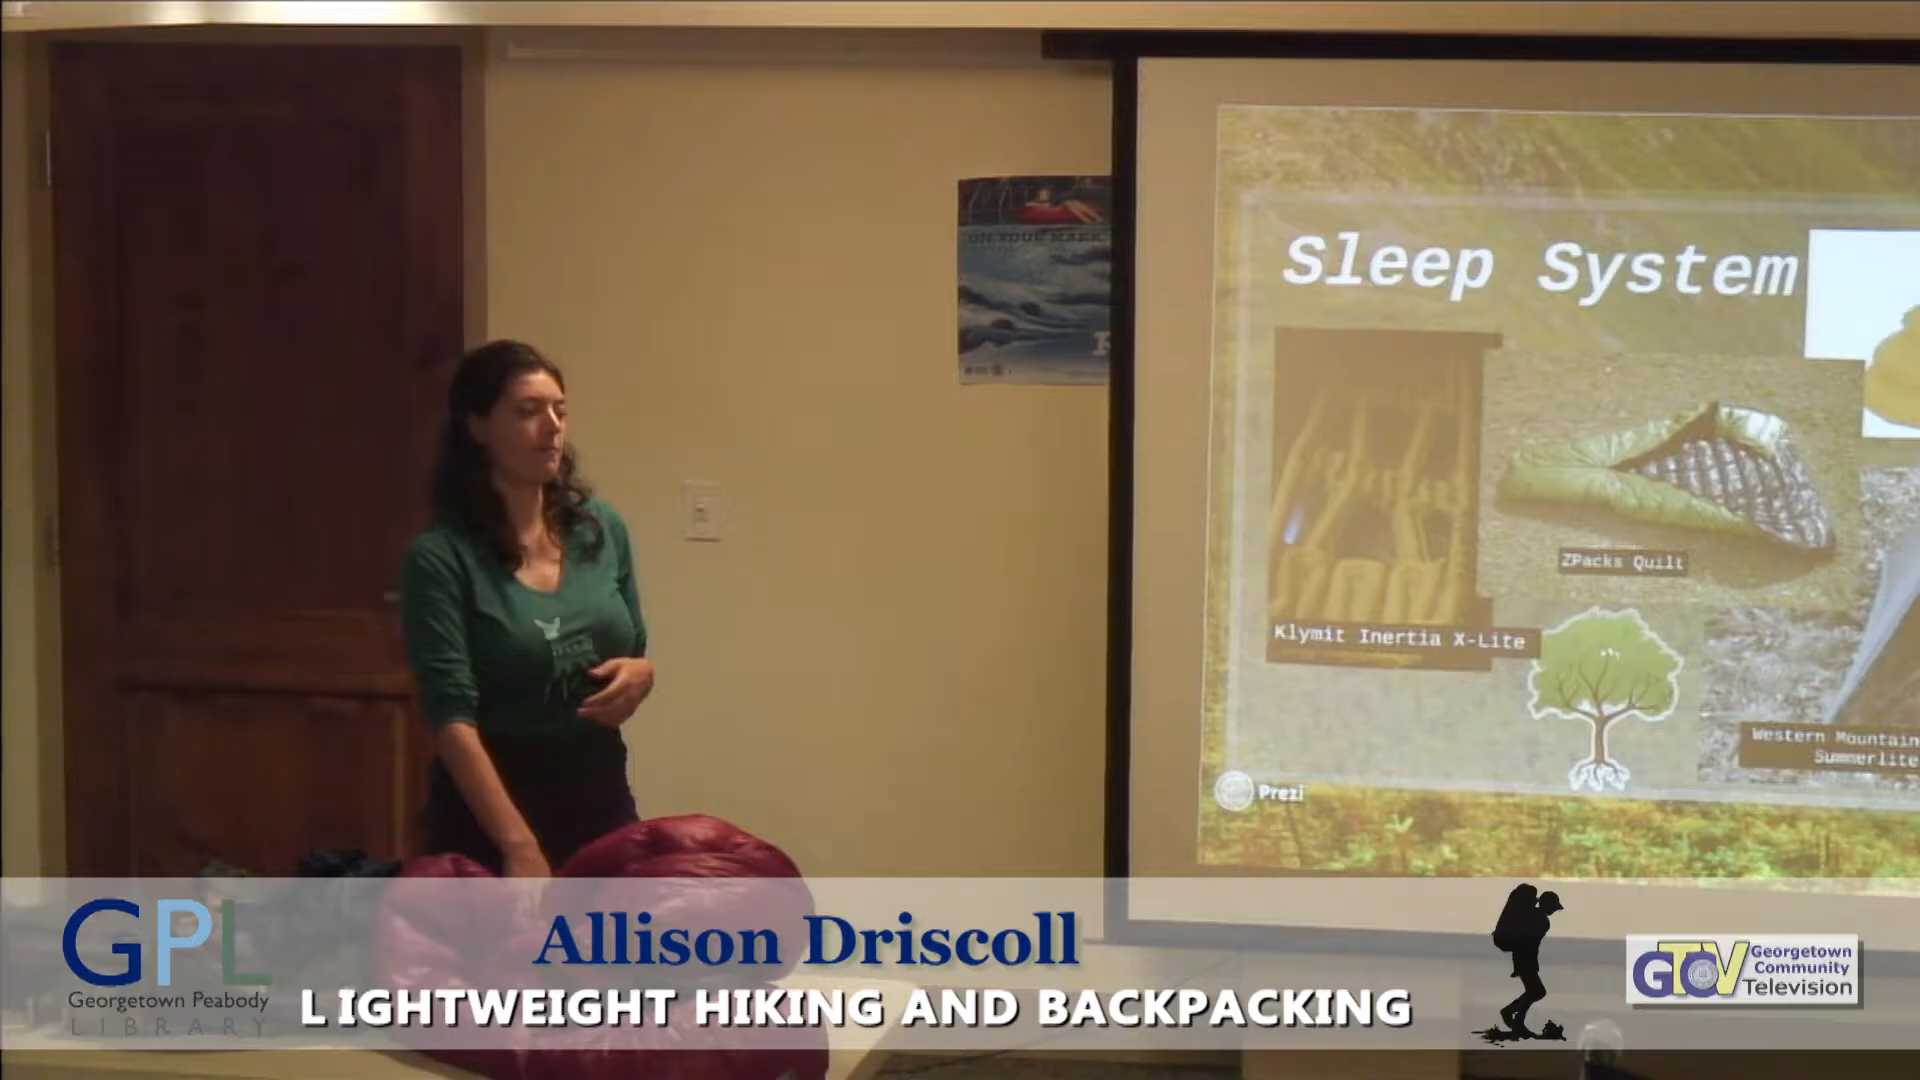 ON YOUR MARK
Sleep System
ZPacks Quilt
Klymit Inertia X-Lite
Western Mountain
Summerlite
Prezi
GPL
Georgetown Peabody
LIBRARY
Allison Driscoll
LIGHTWEIGHT HIKING AND BACKPACKING
GTCV
Georgetown
Community
Television